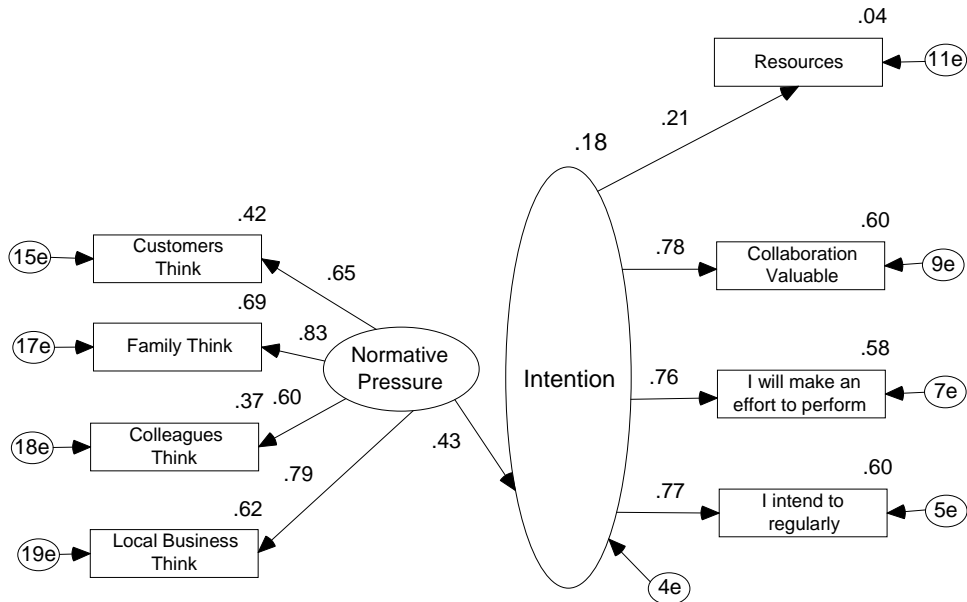 .04
Resources
11e
.21
.18
.42
Customers
Think
15e
.65
.60
Collaboration
Valuable
9e
.78
.69
Family Think
17e
.83
Normative
Pressure
Intention
.58
I will make an
effort to perform
7e
.76
.37
.60
Colleagues
Think
18e
.43
.79
.60
I intend to
regularly
5e
.77
.62
Local Business
Think
19e
4e